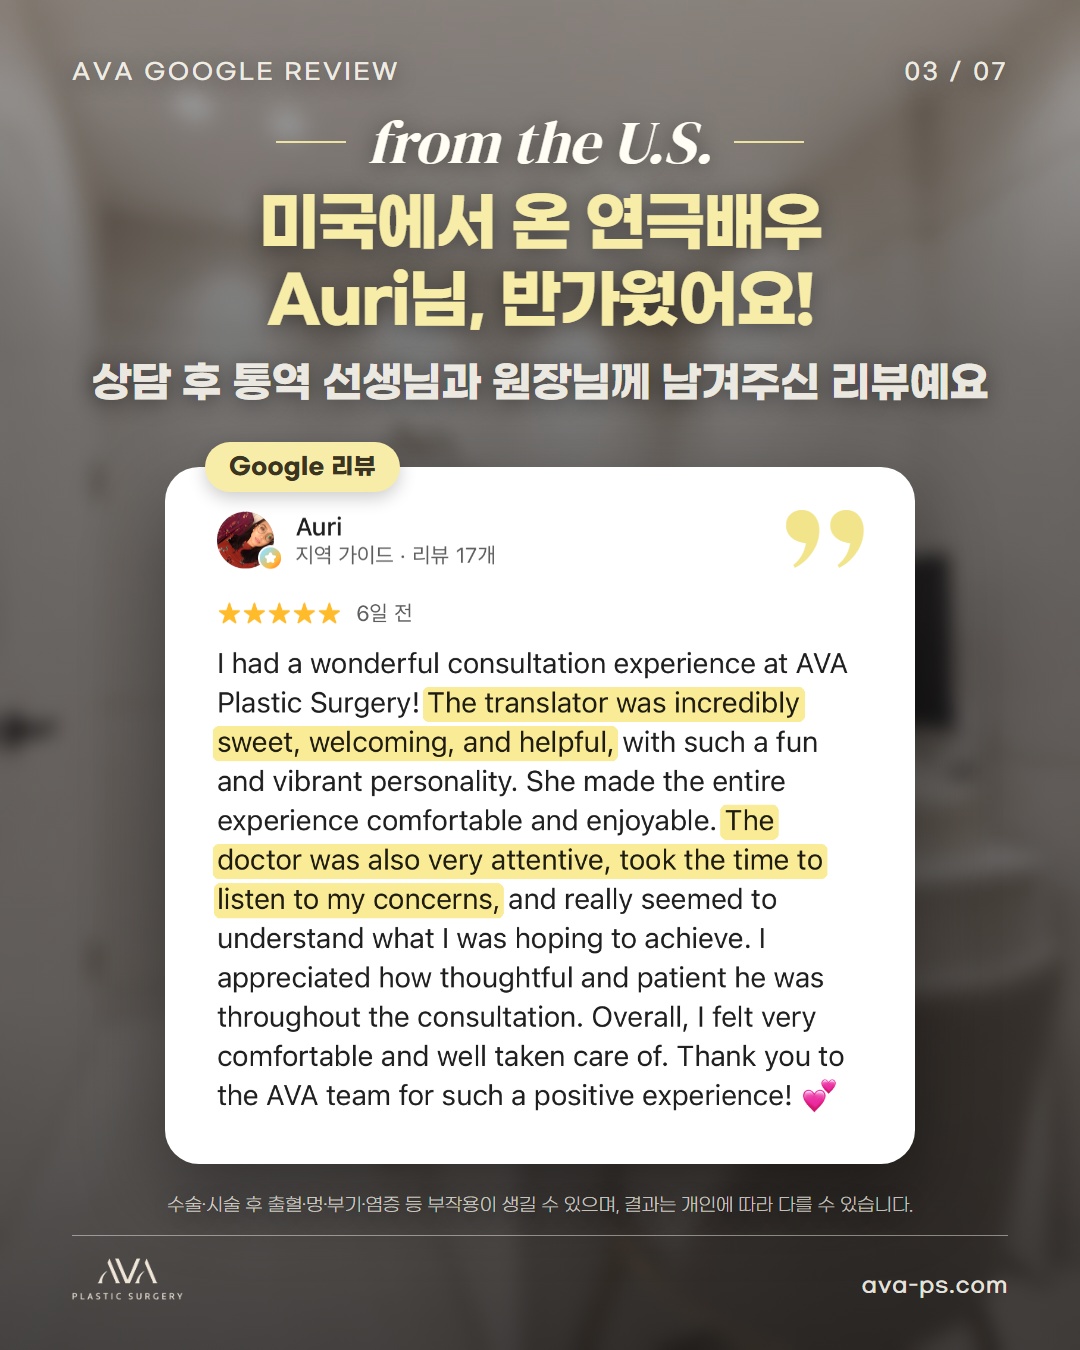 AVA GOOGLE REVIEW
03 / 07
from the U.S.
미국에서 온 연극배우
Auri님, 반가웠어요!
상담 후 통역 선생님과 원장님께 남겨주신 리뷰예요
Google 리뷰
Auri
지역 가이드 · 리뷰 17개
6일 전
I had a wonderful consultation experience at AVA
Plastic Surgery! The translator was incredibly
sweet, welcoming, and helpful, with such a fun
and vibrant personality. She made the entire
experience comfortable and enjoyable. The
doctor was also very attentive, took the time to
listen to my concerns, and really seemed to
understand what I was hoping to achieve. I
appreciated how thoughtful and patient he was
throughout the consultation. Overall, I felt very
comfortable and well taken care of. Thank you to
the AVA team for such a positive experience! 💕
수술·시술 후 출혈·멍·부기·염증 등 부작용이 생길 수 있으며, 결과는 개인에 따라 다를 수 있습니다.
AVA
PLASTIC SURGERY
ava-ps.com